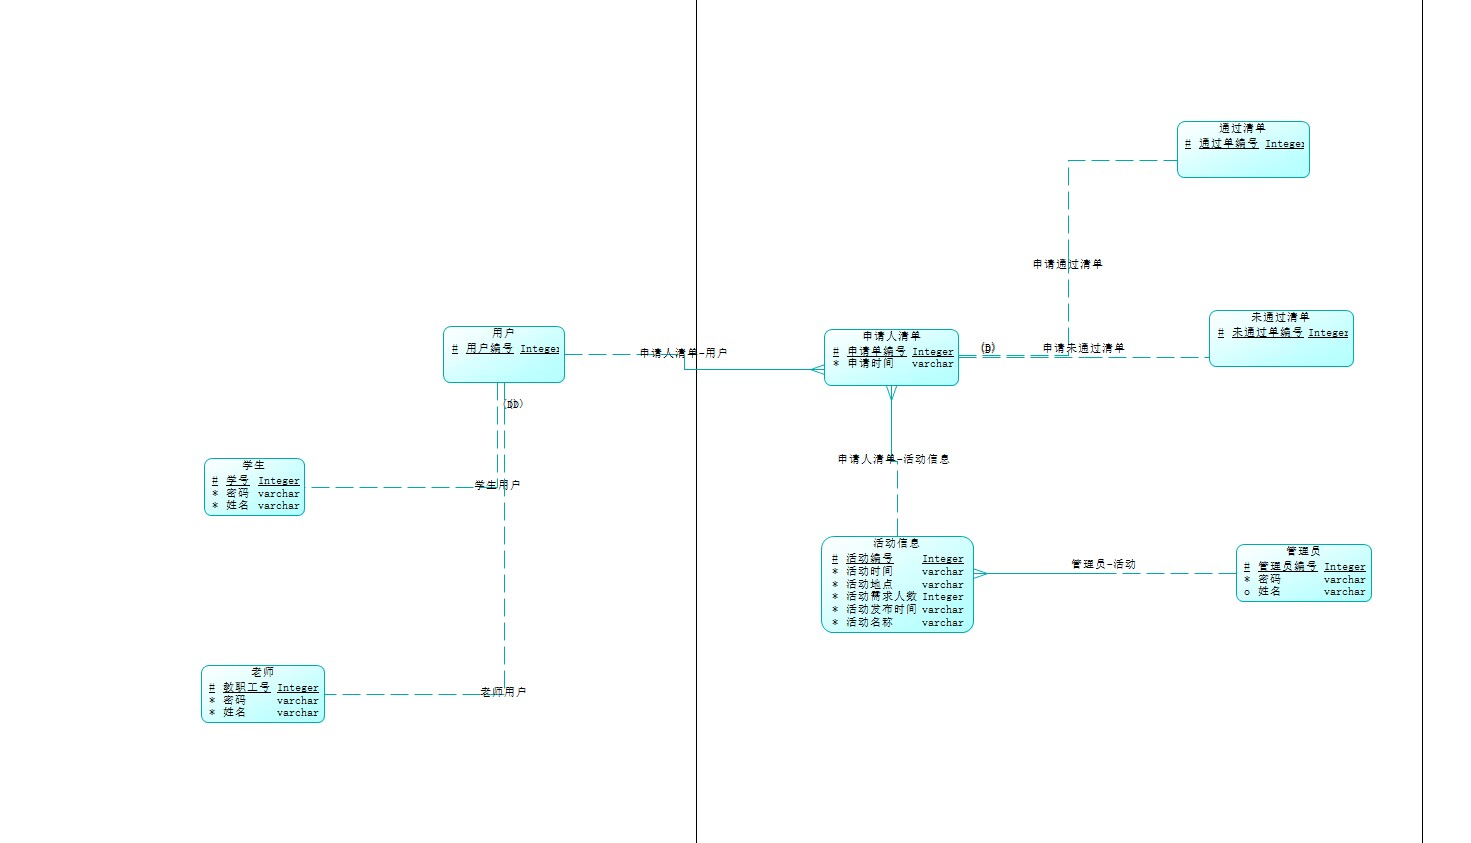 通过清单
# 通过单编号 Integer
申请通过清单
用户
# 用户编号 Integer
申请人清单-用户
申请人清单
# 申请单编号 Integer
* 申请时间 varchar
(D)
申请未通过清单
未通过清单
# 未通过单编号 Integer
学生
# 学号 Integer
* 密码 varchar
* 姓名 varchar
学生用户
申请人清单-活动信息
活动信息
# 活动编号 Integer
* 活动时间 varchar
* 活动地点 varchar
* 活动需求人数 Integer
* 活动发布时间 varchar
* 活动名称 varchar
管理员-活动
管理员
# 管理员编号 Integer
* 密码 varchar
o 姓名 varchar
老师
# 教职工号 Integer
* 密码 varchar
* 姓名 varchar
老师用户